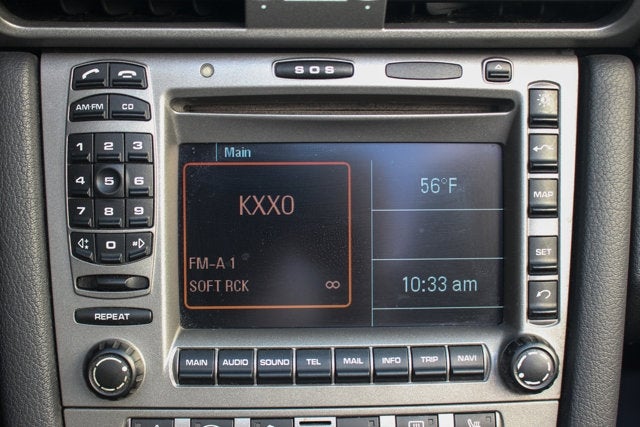 SOS
AM·FM CD
1 2 3
4 5 6
7 8 9
* 0 #
REPEAT
Main
KXXO
FM-A 1
SOFT RCK ∞
56°F
10:33 am
MAP
SET
MAIN AUDIO SOUND TEL MAIL INFO TRIP NAVI